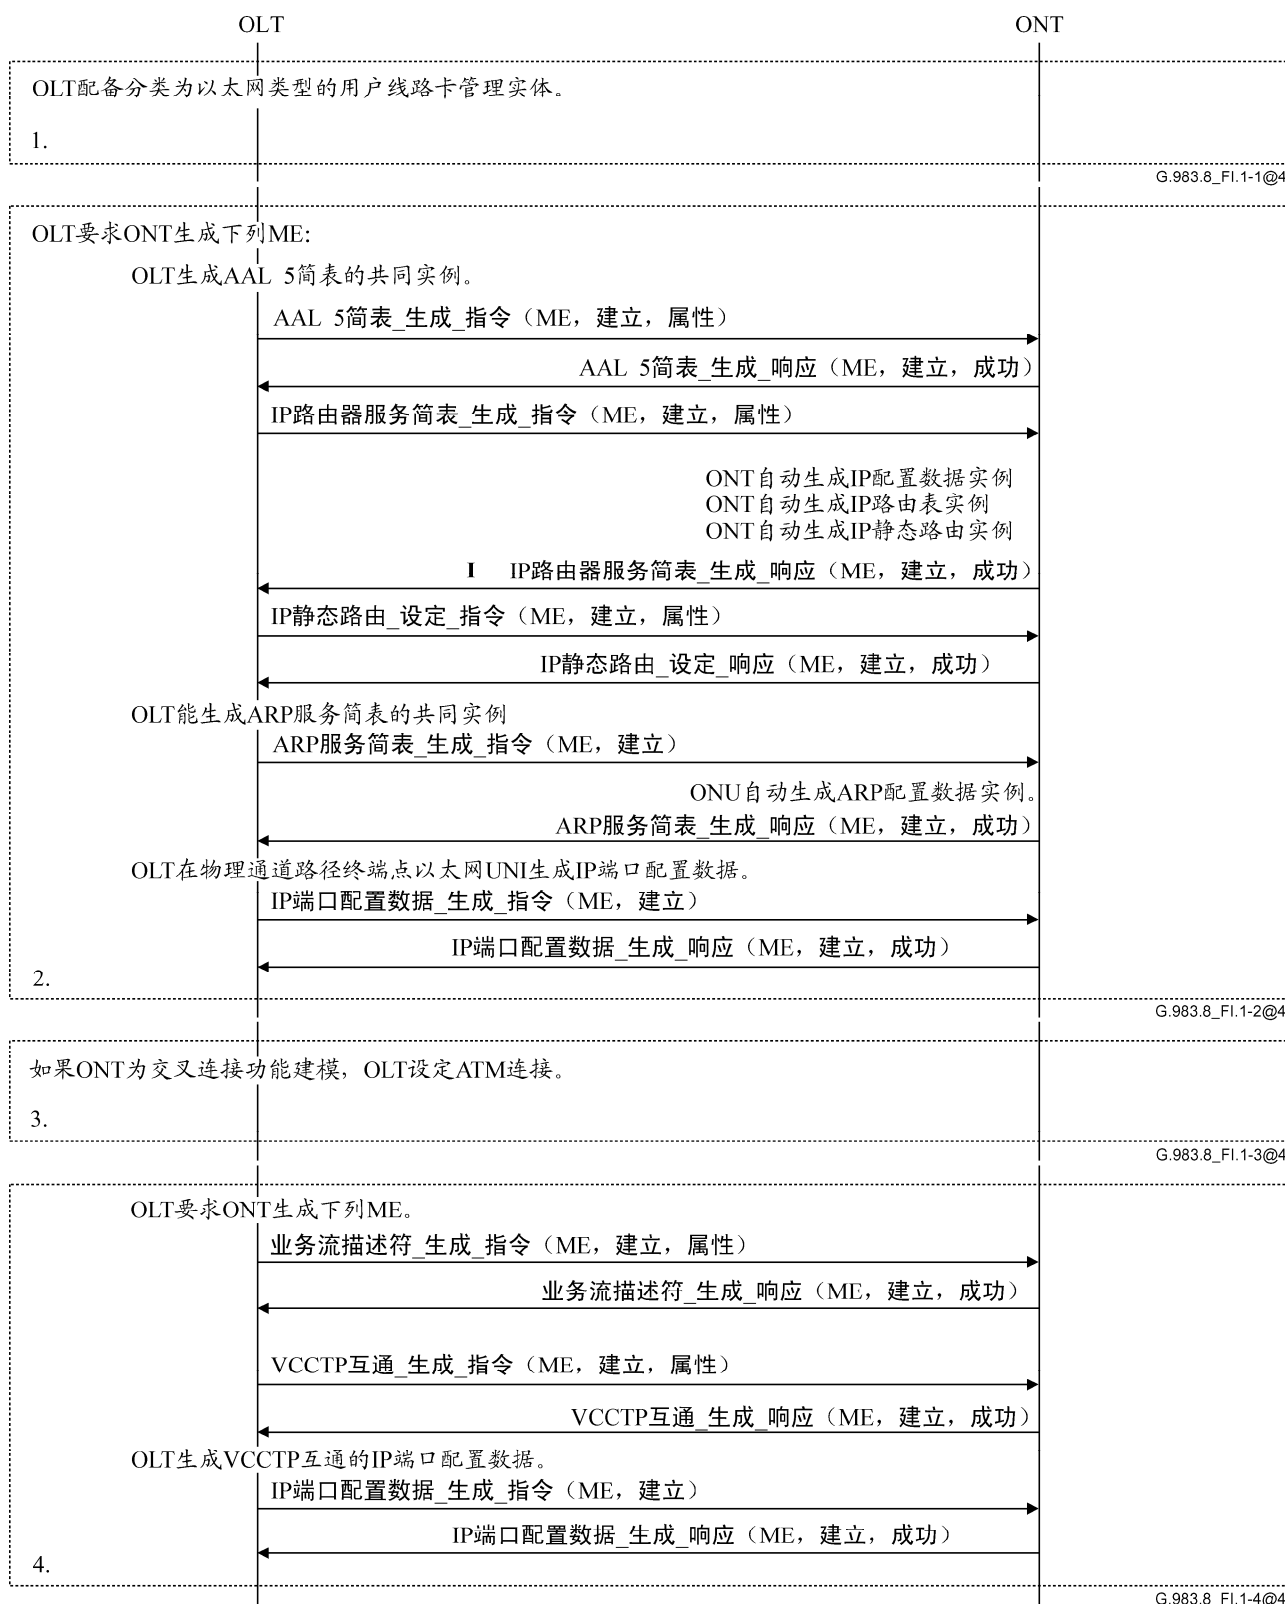 OLT
ONT
OLT配备分类为以太网类型的用户线路卡管理实体。
1.
G.983.8_FI.1-1@4
OLT要求ONT生成下列ME:
OLT生成AAL 5简表的共同实例。
AAL 5简表_生成_指令（ME，建立，属性）
AAL 5简表_生成_响应（ME，建立，成功）
IP路由器服务简表_生成_指令（ME，建立，属性）
ONT自动生成IP配置数据实例
ONT自动生成IP路由表实例
ONT自动生成IP静态路由实例
I IP路由器服务简表_生成_响应（ME，建立，成功）
IP静态路由_设定_指令（ME，建立，属性）
IP静态路由_设定_响应（ME，建立，成功）
OLT能生成ARP服务简表的共同实例
ARP服务简表_生成_指令（ME，建立）
ONU自动生成ARP配置数据实例。
ARP服务简表_生成_响应（ME，建立，成功）
OLT在物理通道路径终端点以太网UNI生成IP端口配置数据。
IP端口配置数据_生成_指令（ME，建立）
IP端口配置数据_生成_响应（ME，建立，成功）
2.
G.983.8_FI.1-2@4
如果ONT为交叉连接功能建模，OLT设定ATM连接。
3.
G.983.8_FI.1-3@4
OLT要求ONT生成下列ME。
业务流描述符_生成_指令（ME，建立，属性）
业务流描述符_生成_响应（ME，建立，成功）
VCCTP互通_生成_指令（ME，建立，属性）
VCCTP互通_生成_响应（ME，建立，成功）
OLT生成VCCTP互通的IP端口配置数据。
IP端口配置数据_生成_指令（ME，建立）
IP端口配置数据_生成_响应（ME，建立，成功）
4.
G.983.8_FI.1-4@4